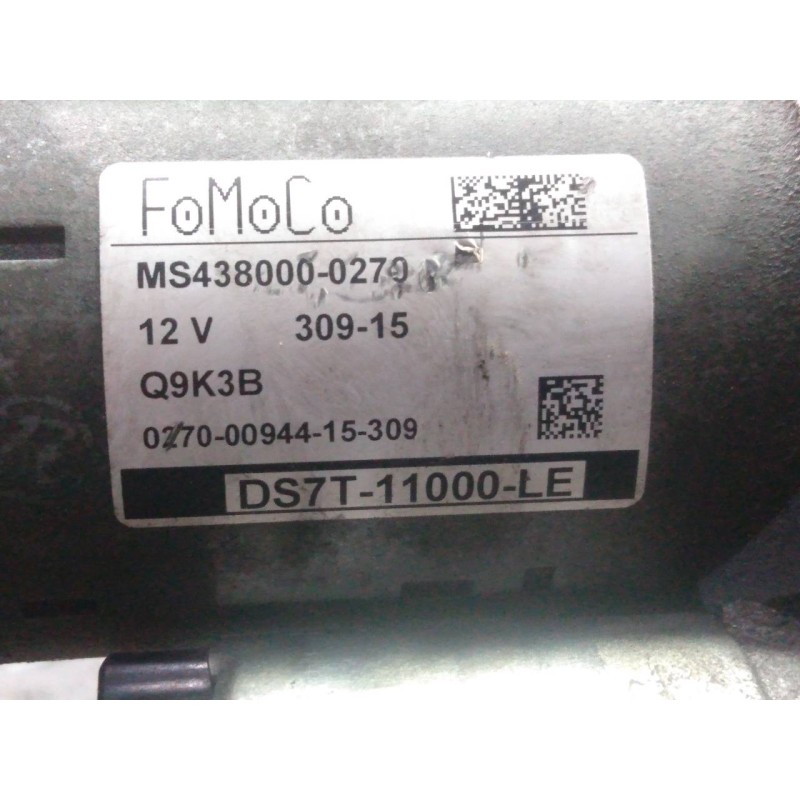 FoMoCo
MS438000-0270
12 V 309-15
Q9K3B
0270-00944-15-309
DS7T-11000-LE